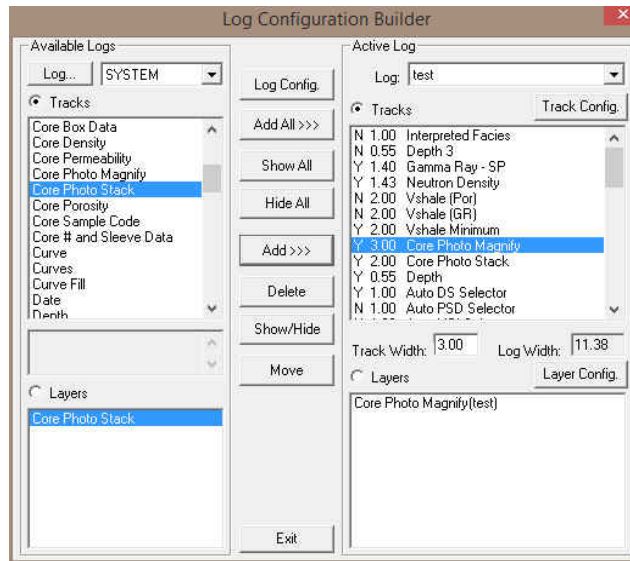 Log Configuration Builder
Available Logs
Log...
SYSTEM
Tracks
Core Box Data
Core Density
Core Permeability
Core Photo Magnify
Core Photo Stack
Core Porosity
Core Sample Code
Core # and Sleeve Data
Curve
Curves
Curve Fill
Date
Depth
Layers
Core Photo Stack
Log Config.
Add All >>>
Show All
Hide All
Add >>>
Delete
Show/Hide
Move
Exit
Active Log
Log: test
Tracks
Track Config.
N 1.00 Interpreted Facies
N 0.55 Depth 3
Y 1.40 Gamma Ray - SP
Y 1.43 Neutron Density
N 2.00 Vshale (Por)
N 2.00 Vshale (GR)
Y 2.00 Vshale Minimum
Y 3.00 Core Photo Magnify
Y 2.00 Core Photo Stack
Y 0.55 Depth
Y 1.00 Auto DS Selector
N 1.00 Auto PSD Selector
Track Width: 3.00 Log Width: 11.38
Layers
Layer Config.
Core Photo Magnify(test)